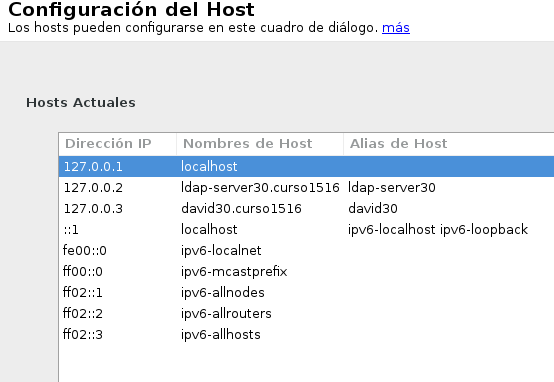 Configuración del Host
Los hosts pueden configurarse en este cuadro de diálogo. más
Hosts Actuales
Dirección IP Nombres de Host Alias de Host
127.0.0.1 localhost
127.0.0.2 ldap-server30.curso1516 ldap-server30
127.0.0.3 david30.curso1516 david30
::1 localhost ipv6-localhost ipv6-loopback
fe00::0 ipv6-localnet
ff00::0 ipv6-mcastprefix
ff02::1 ipv6-allnodes
ff02::2 ipv6-allrouters
ff02::3 ipv6-allhosts